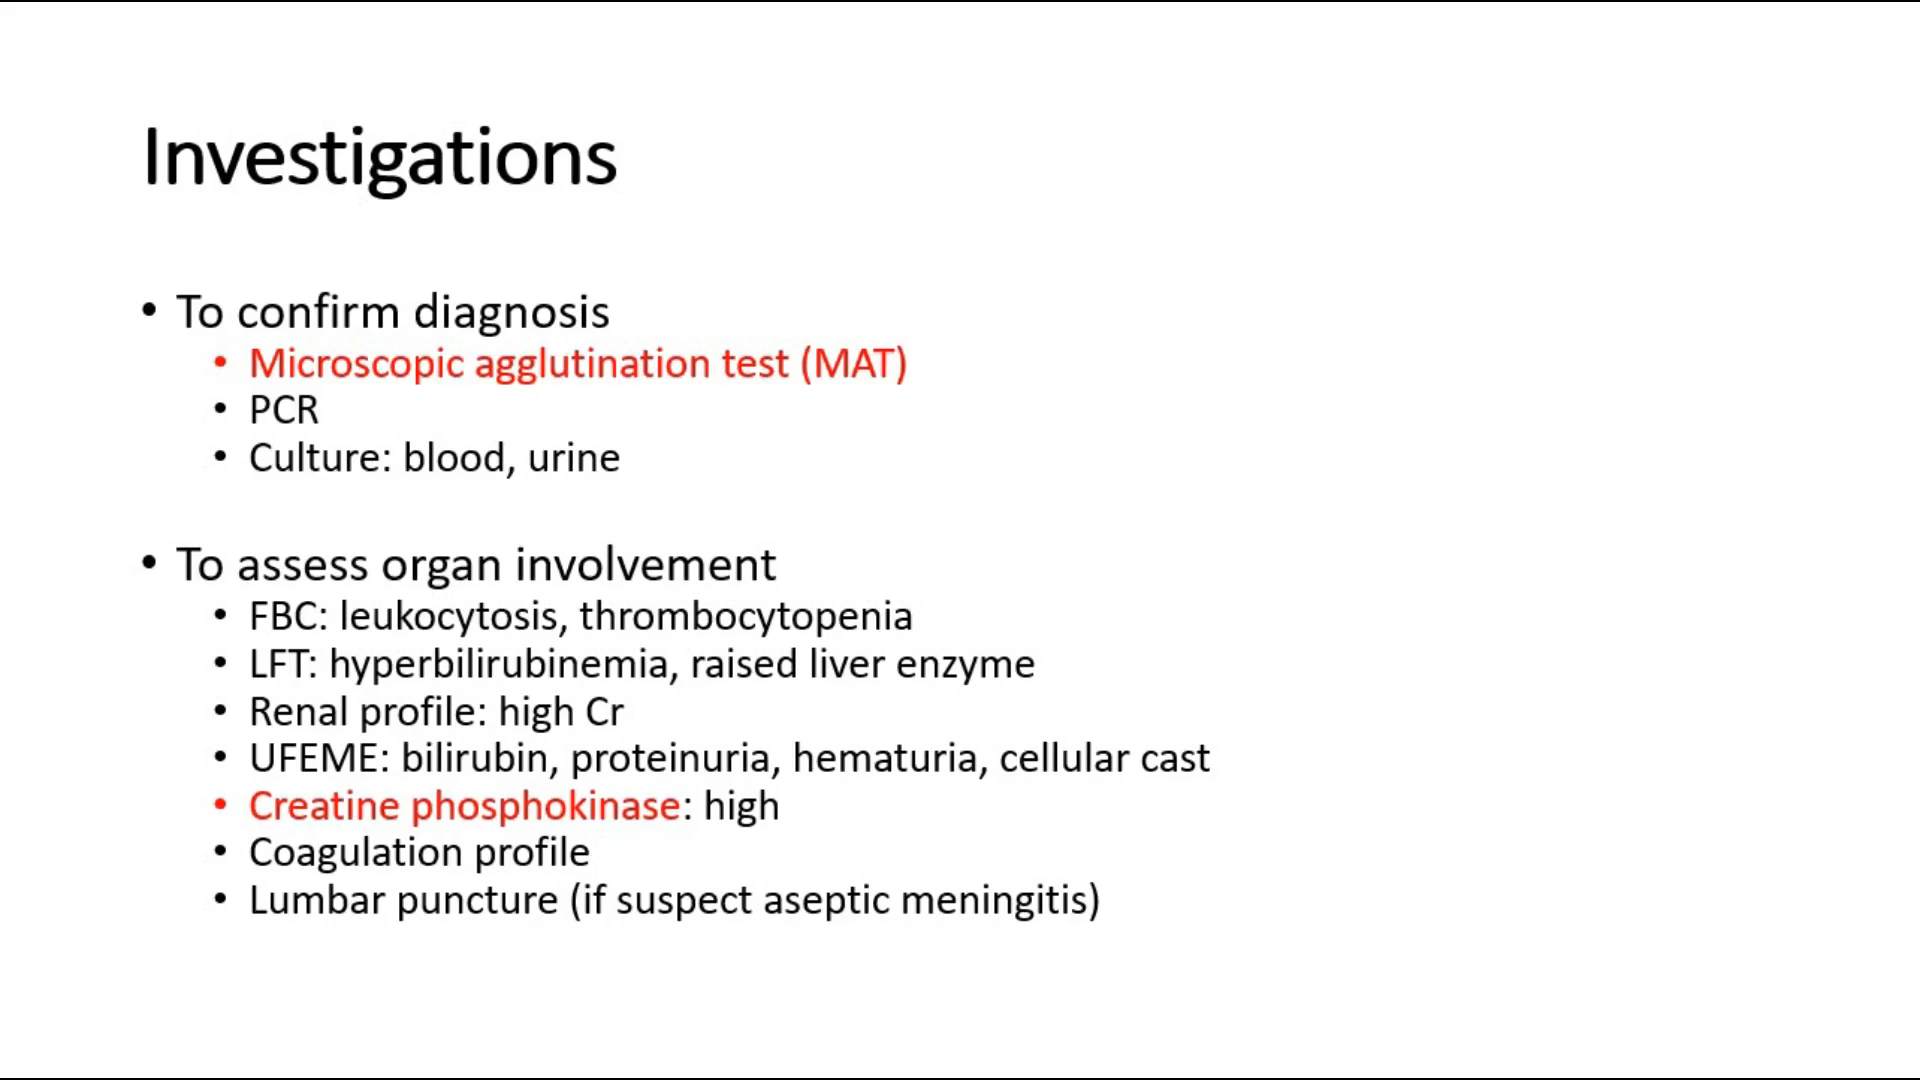 Investigations
• To confirm diagnosis
• Microscopic agglutination test (MAT)
• PCR
• Culture: blood, urine
• To assess organ involvement
• FBC: leukocytosis, thrombocytopenia
• LFT: hyperbilirubinemia, raised liver enzyme
• Renal profile: high Cr
• UFEME: bilirubin, proteinuria, hematuria, cellular cast
• Creatine phosphokinase: high
• Coagulation profile
• Lumbar puncture (if suspect aseptic meningitis)